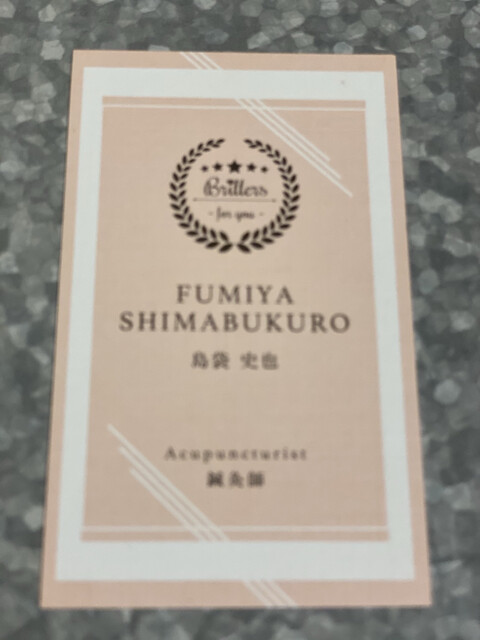 Brillers
- for you -
FUMIYA
SHIMABUKURO
島袋 史也
Acupuncturist
鍼灸師